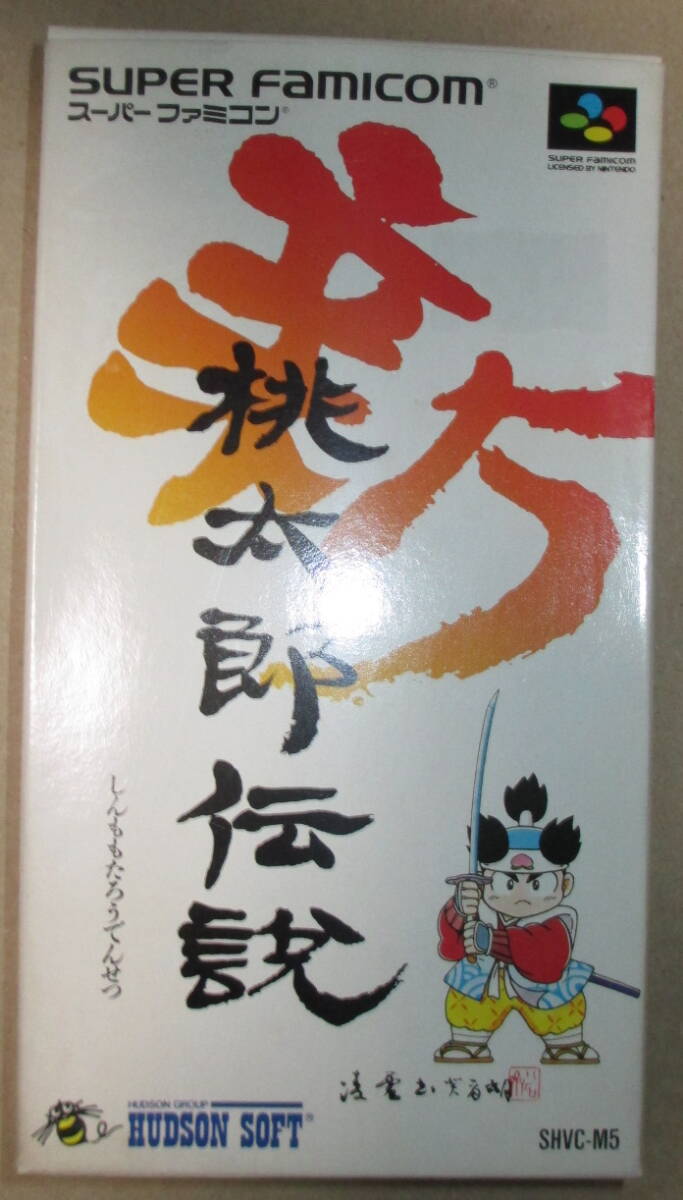 SUPER FAMICOM®
スーパーファミコン®
SUPER FAMICOM
LICENSED BY NINTENDO
新
桃太郎伝説
しんももたろうでんせつ
HUDSON GROUP
HUDSON SOFT®
SHVC-M5